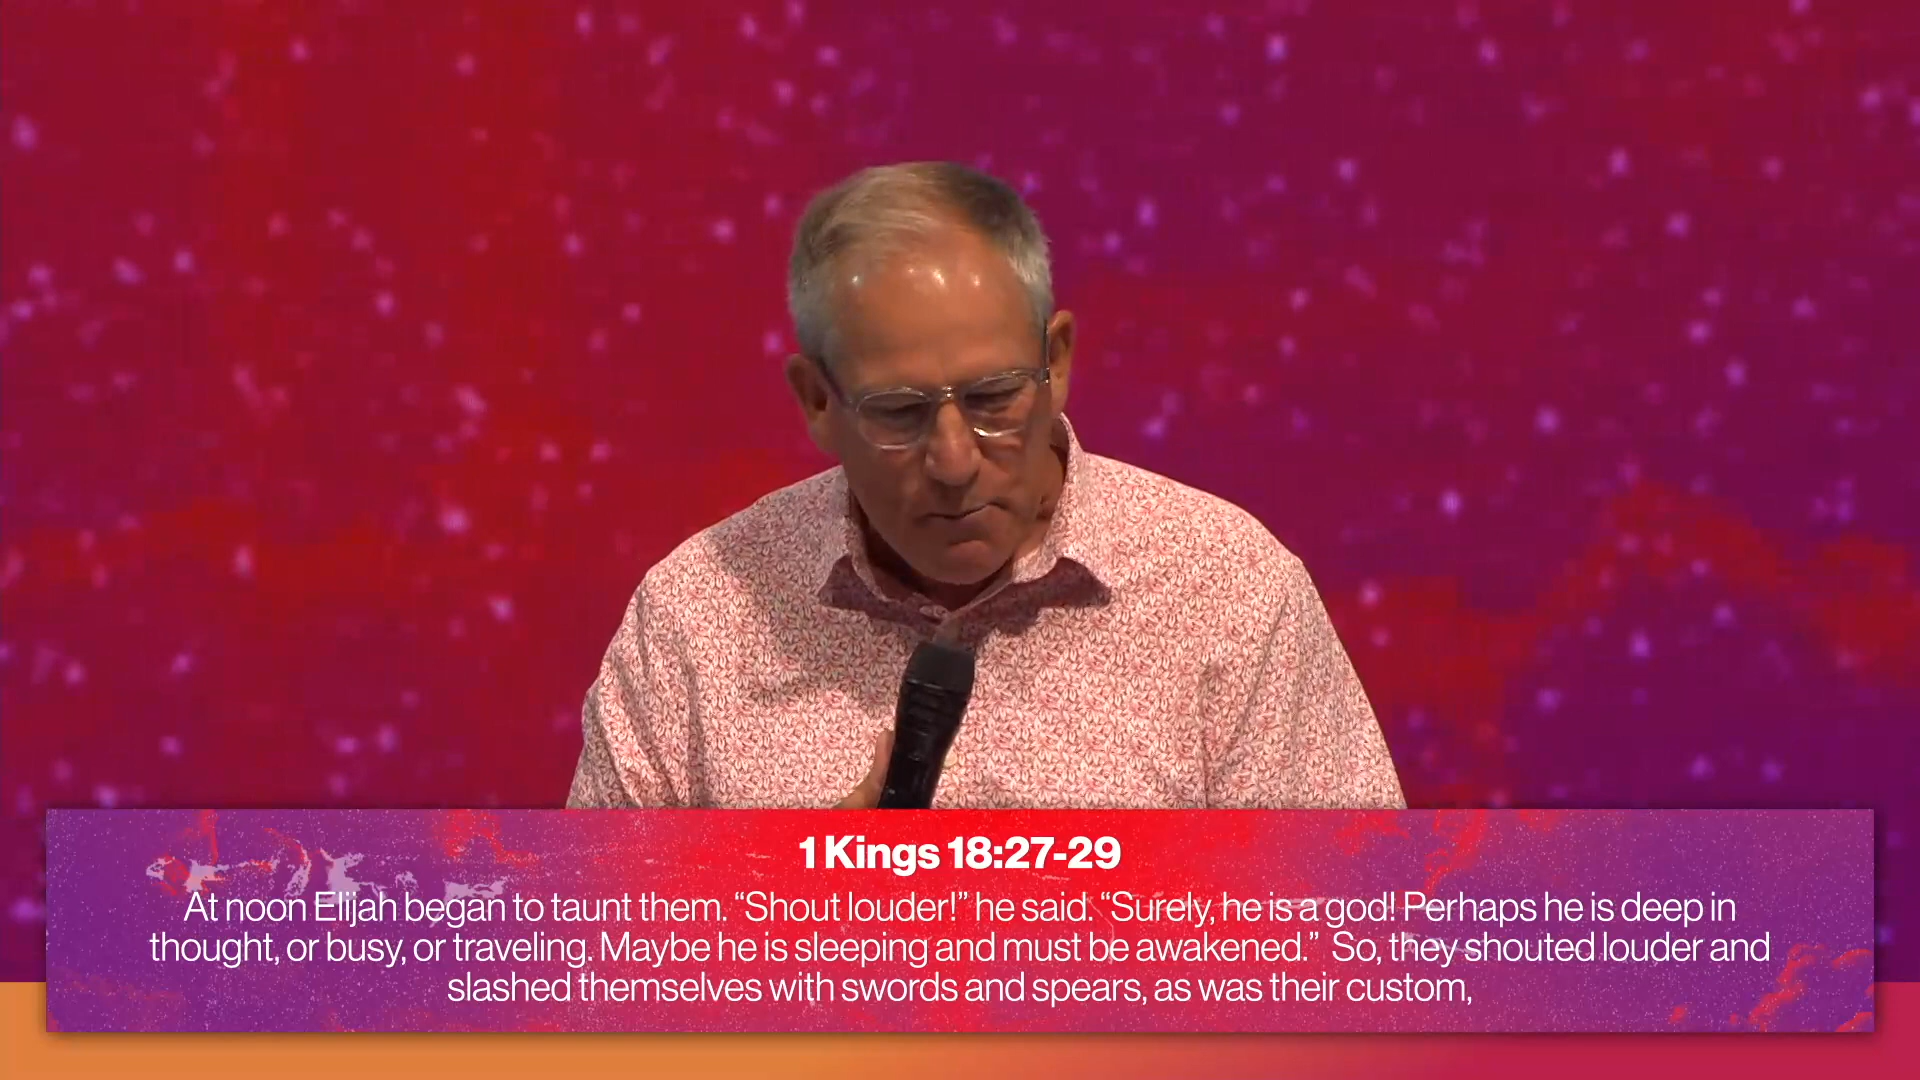 1 Kings 18:27-29
At noon Elijah began to taunt them. “Shout louder!” he said. “Surely, he is a god! Perhaps he is deep in
thought, or busy, or traveling. Maybe he is sleeping and must be awakened.”  So, they shouted louder and
slashed themselves with swords and spears, as was their custom,